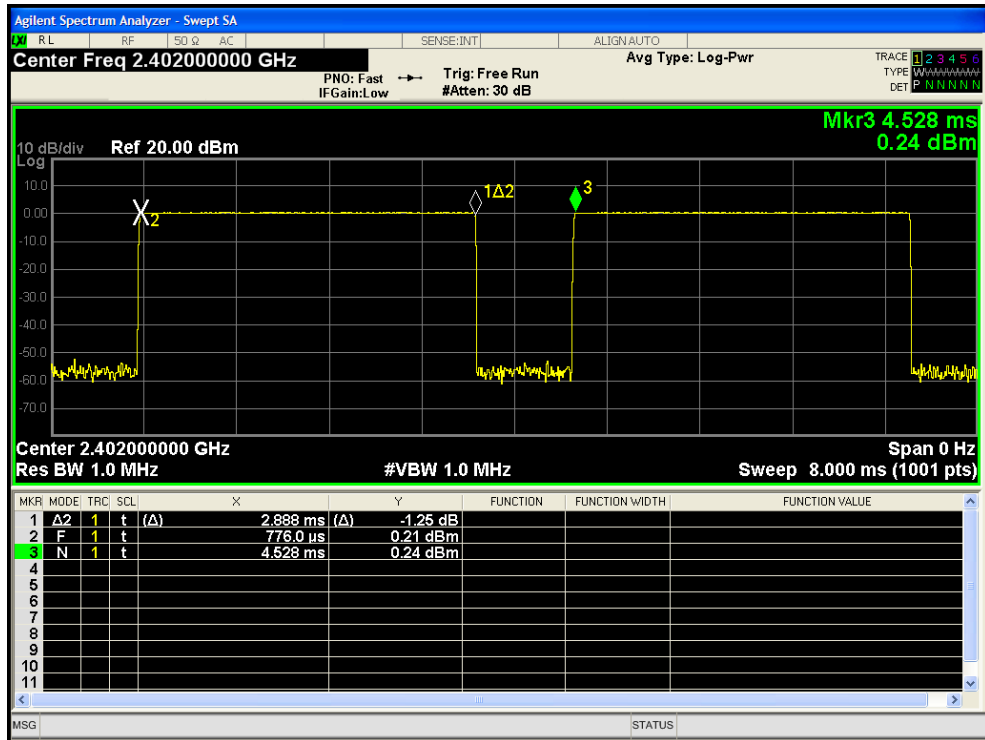 Agilent Spectrum Analyzer - Swept SA
LXI RL RF 50 Ω AC SENSE:INT ALIGNAUTO
Center Freq 2.402000000 GHz
PNO: Fast
IFGain:Low
Trig: Free Run
#Atten: 30 dB
Avg Type: Log-Pwr
TRACE 1 2 3 4 5 6
TYPE
DET P N N N N N
Mkr3 4.528 ms
0.24 dBm
10 dB/div Ref 20.00 dBm
Log
10.0
0.00
-10.0
-20.0
-30.0
-40.0
-50.0
-60.0
-70.0
2
1Δ2
3
Center 2.402000000 GHz Span 0 Hz
Res BW 1.0 MHz #VBW 1.0 MHz Sweep 8.000 ms (1001 pts)
MKR MODE TRC SCL X Y FUNCTION FUNCTION WIDTH FUNCTION VALUE
1 Δ2 1 t (Δ) 2.888 ms (Δ) -1.25 dB
2 F 1 t 776.0 µs 0.21 dBm
3 N 1 t 4.528 ms 0.24 dBm
4
5
6
7
8
9
10
11
MSG STATUS